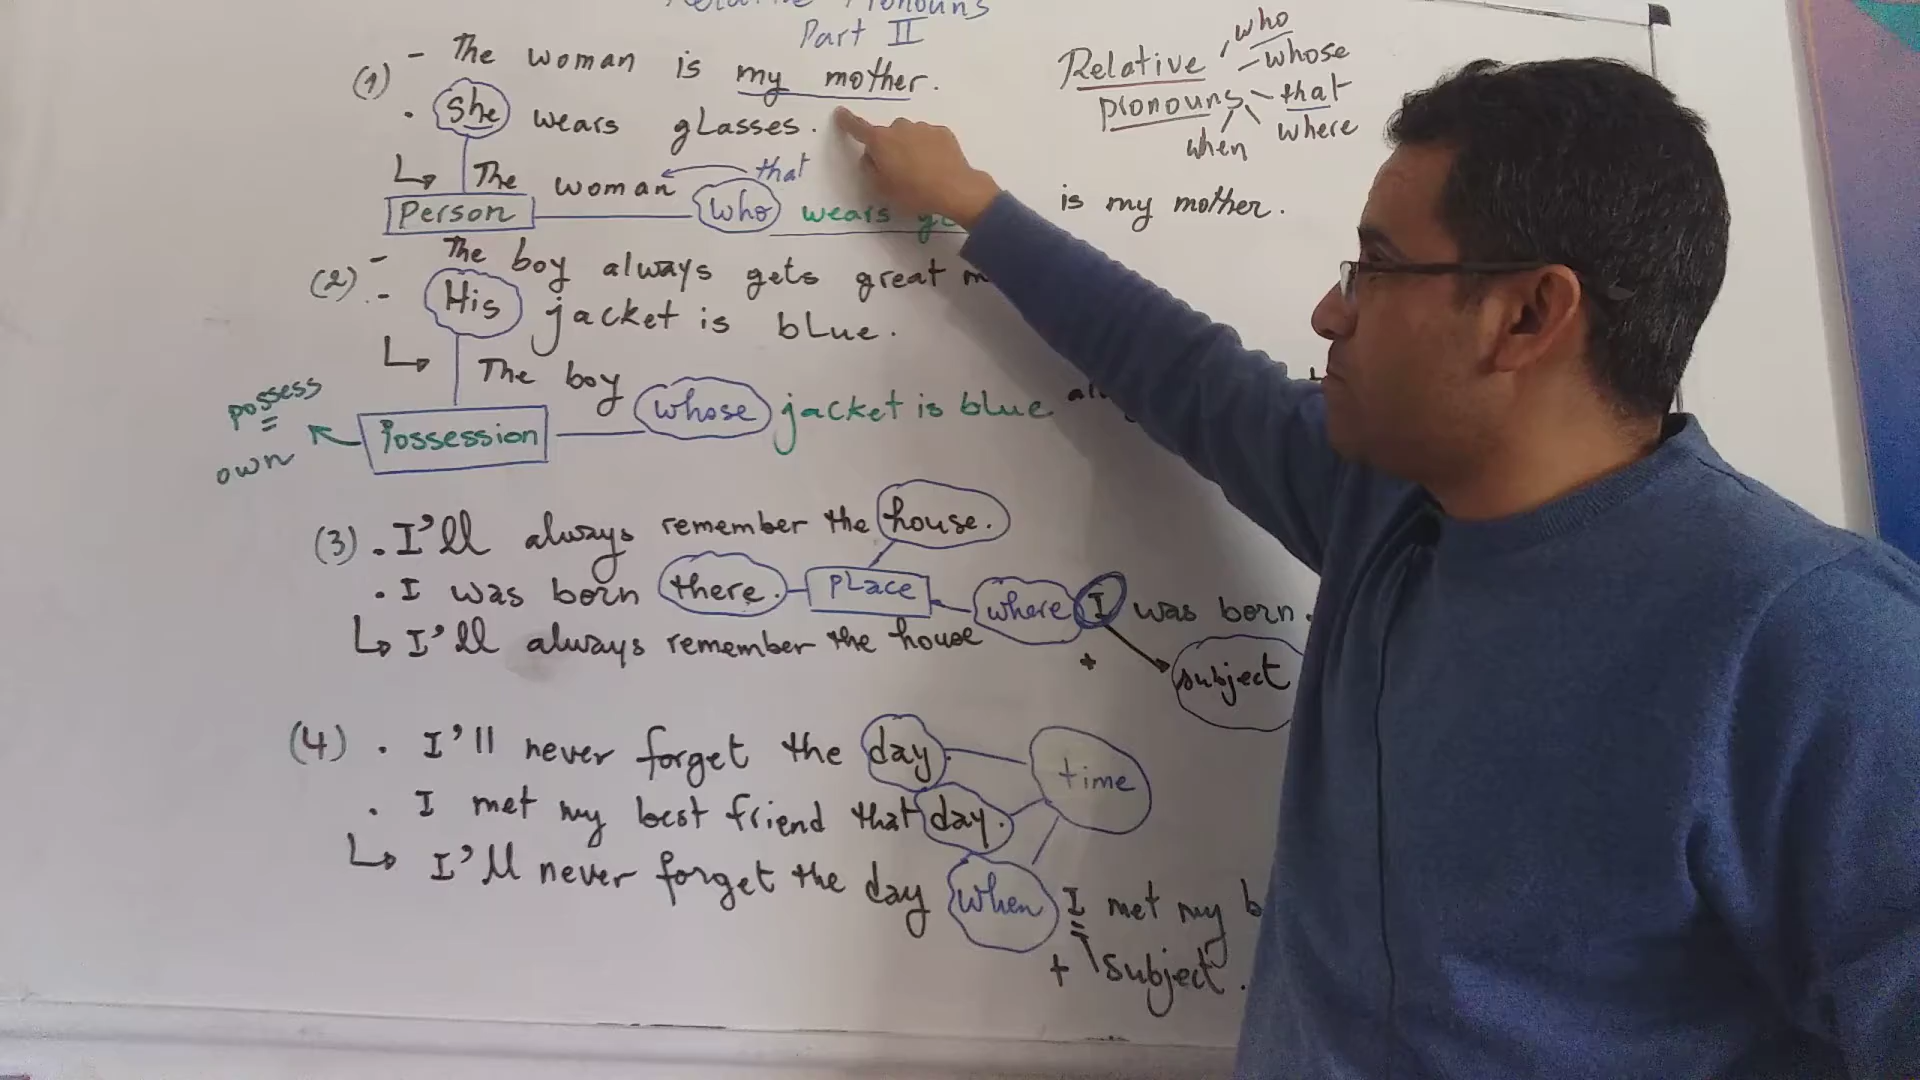 Relative Pronouns
Part II
(1) - The woman is my mother.
. She wears glasses.
↳ The woman who wears is my mother.
that
Person
(2) - The boy always gets great
- His jacket is blue.
↳ The boy whose jacket is blue
Possession
possess
own
(3) . I'll always remember the house.
. I was born there.
place
↳ I'll always remember the house where I was born.
+ subject
(4) . I'll never forget the day.
. I met my best friend that day.
time
↳ I'll never forget the day when I met my
+ subject.
Relative pronouns
who
whose
that
where
when